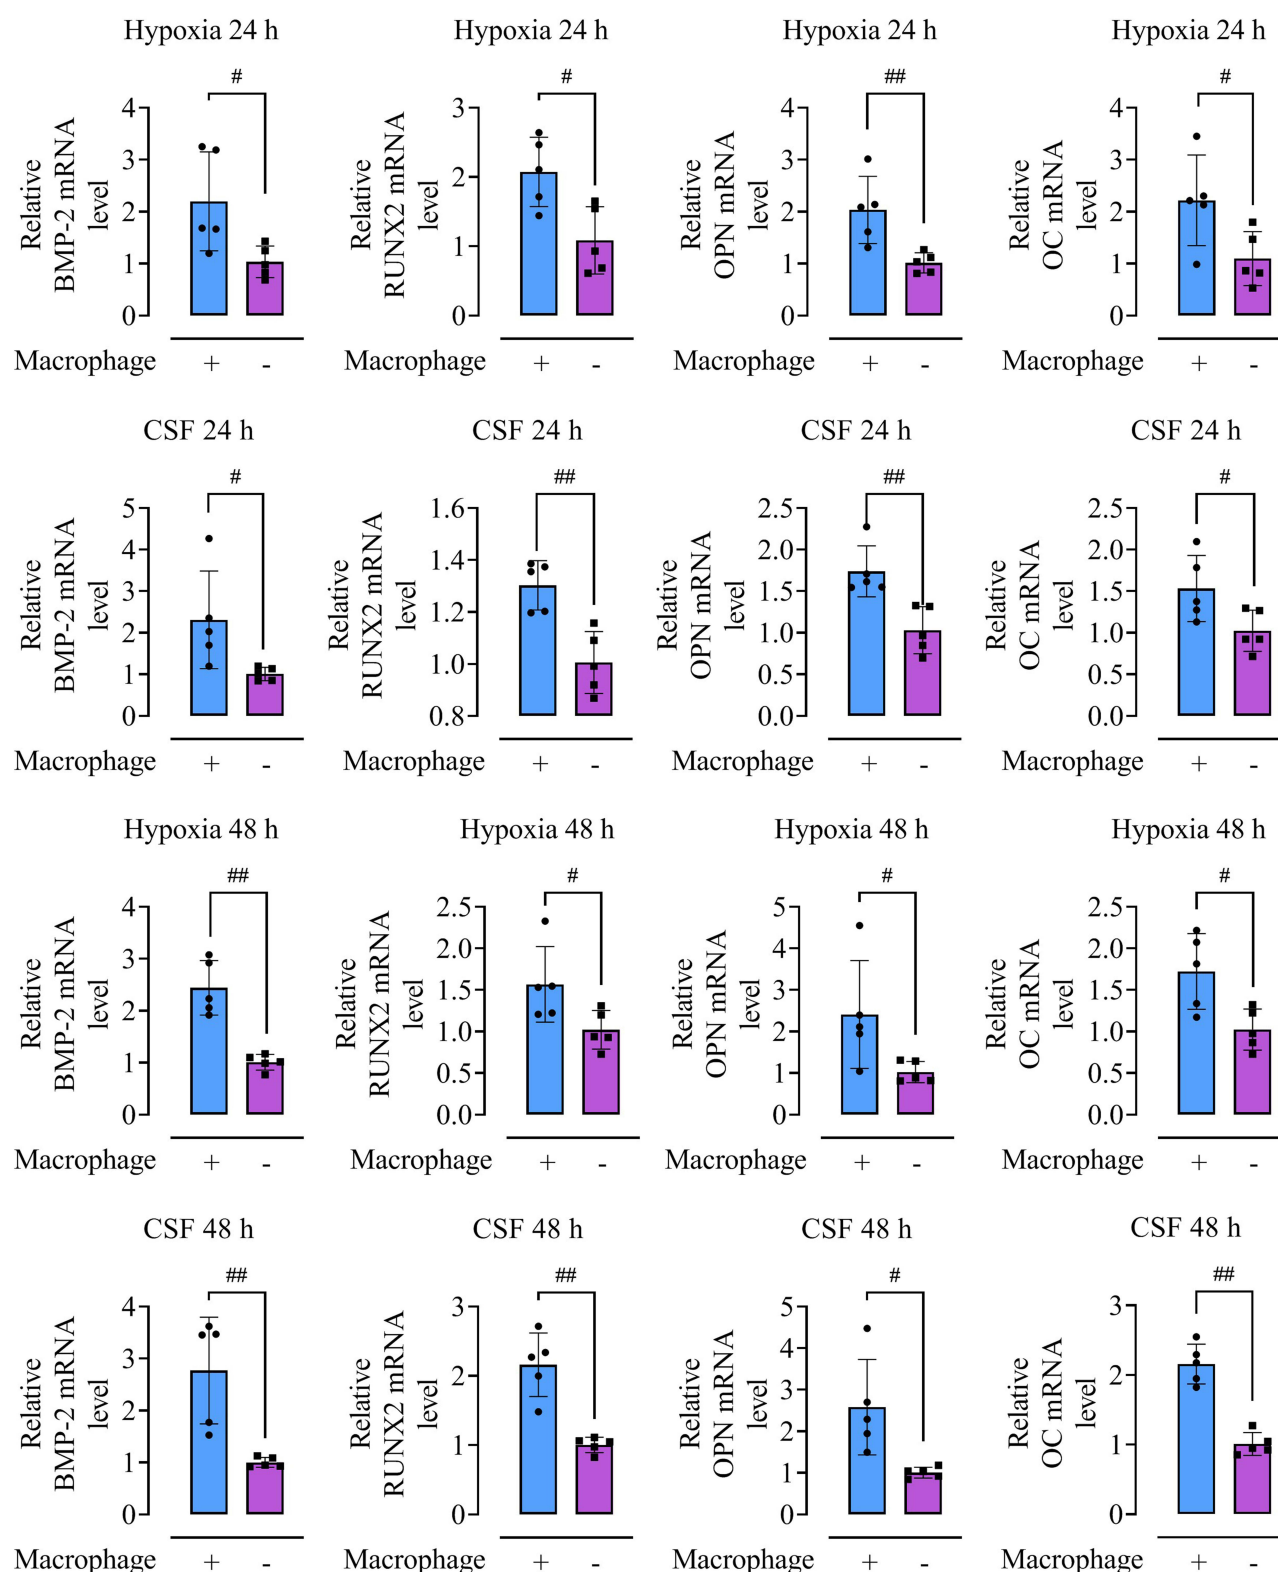 Hypoxia 24 h
#
Relative
BMP-2 mRNA
level
4
3
2
1
0
Macrophage + -
Hypoxia 24 h
#
Relative
RUNX2 mRNA
level
3
2
1
0
Macrophage + -
Hypoxia 24 h
##
Relative
OPN mRNA
level
4
3
2
1
0
Macrophage + -
Hypoxia 24 h
#
Relative
OC mRNA
level
4
3
2
1
0
Macrophage + -
CSF 24 h
#
Relative
BMP-2 mRNA
level
5
4
3
2
1
0
Macrophage + -
CSF 24 h
##
Relative
RUNX2 mRNA
level
1.6
1.4
1.2
1.0
0.8
Macrophage + -
CSF 24 h
##
Relative
OPN mRNA
level
2.5
2.0
1.5
1.0
0.5
0.0
Macrophage + -
CSF 24 h
#
Relative
OC mRNA
level
2.5
2.0
1.5
1.0
0.5
0.0
Macrophage + -
Hypoxia 48 h
##
Relative
BMP-2 mRNA
level
4
3
2
1
0
Macrophage + -
Hypoxia 48 h
#
Relative
RUNX2 mRNA
level
2.5
2.0
1.5
1.0
0.5
0.0
Macrophage + -
Hypoxia 48 h
#
Relative
OPN mRNA
level
5
4
3
2
1
0
Macrophage + -
Hypoxia 48 h
#
Relative
OC mRNA
level
2.5
2.0
1.5
1.0
0.5
0.0
Macrophage + -
CSF 48 h
##
Relative
BMP-2 mRNA
level
4
3
2
1
0
Macrophage + -
CSF 48 h
##
Relative
RUNX2 mRNA
level
3
2
1
0
Macrophage + -
CSF 48 h
#
Relative
OPN mRNA
level
5
4
3
2
1
0
Macrophage + -
CSF 48 h
##
Relative
OC mRNA
level
3
2
1
0
Macrophage + -